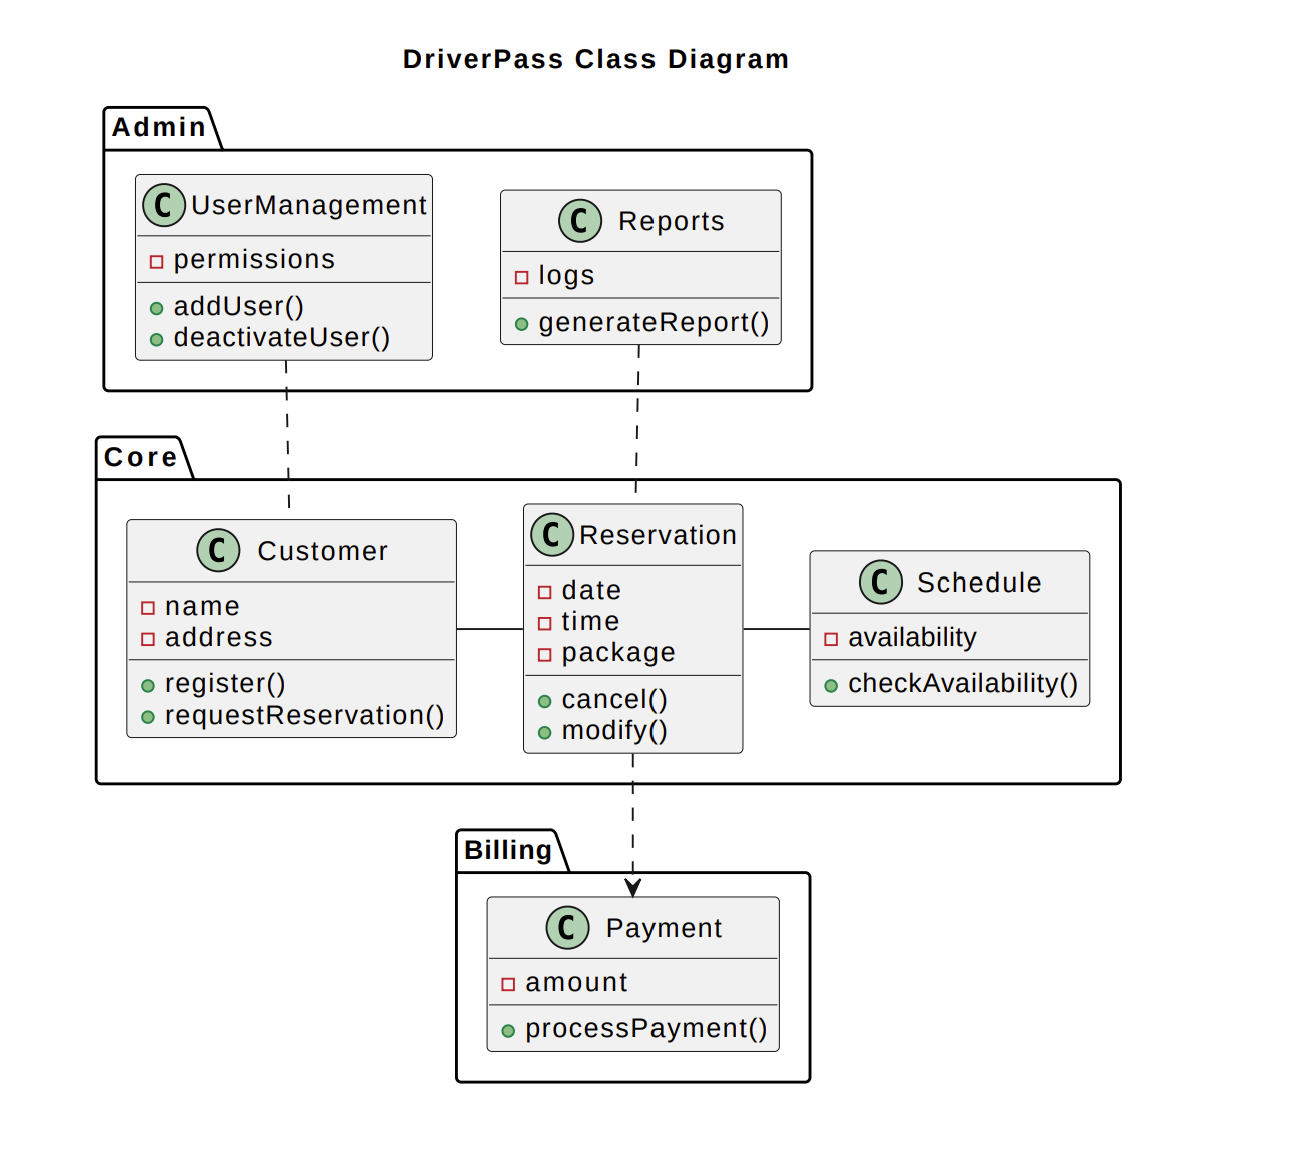 DriverPass Class Diagram
Admin
C UserManagement
permissions
addUser()
deactivateUser()
C Reports
logs
generateReport()
Core
C Customer
name
address
register()
requestReservation()
C Reservation
date
time
package
cancel()
modify()
C Schedule
availability
checkAvailability()
Billing
C Payment
amount
processPayment()